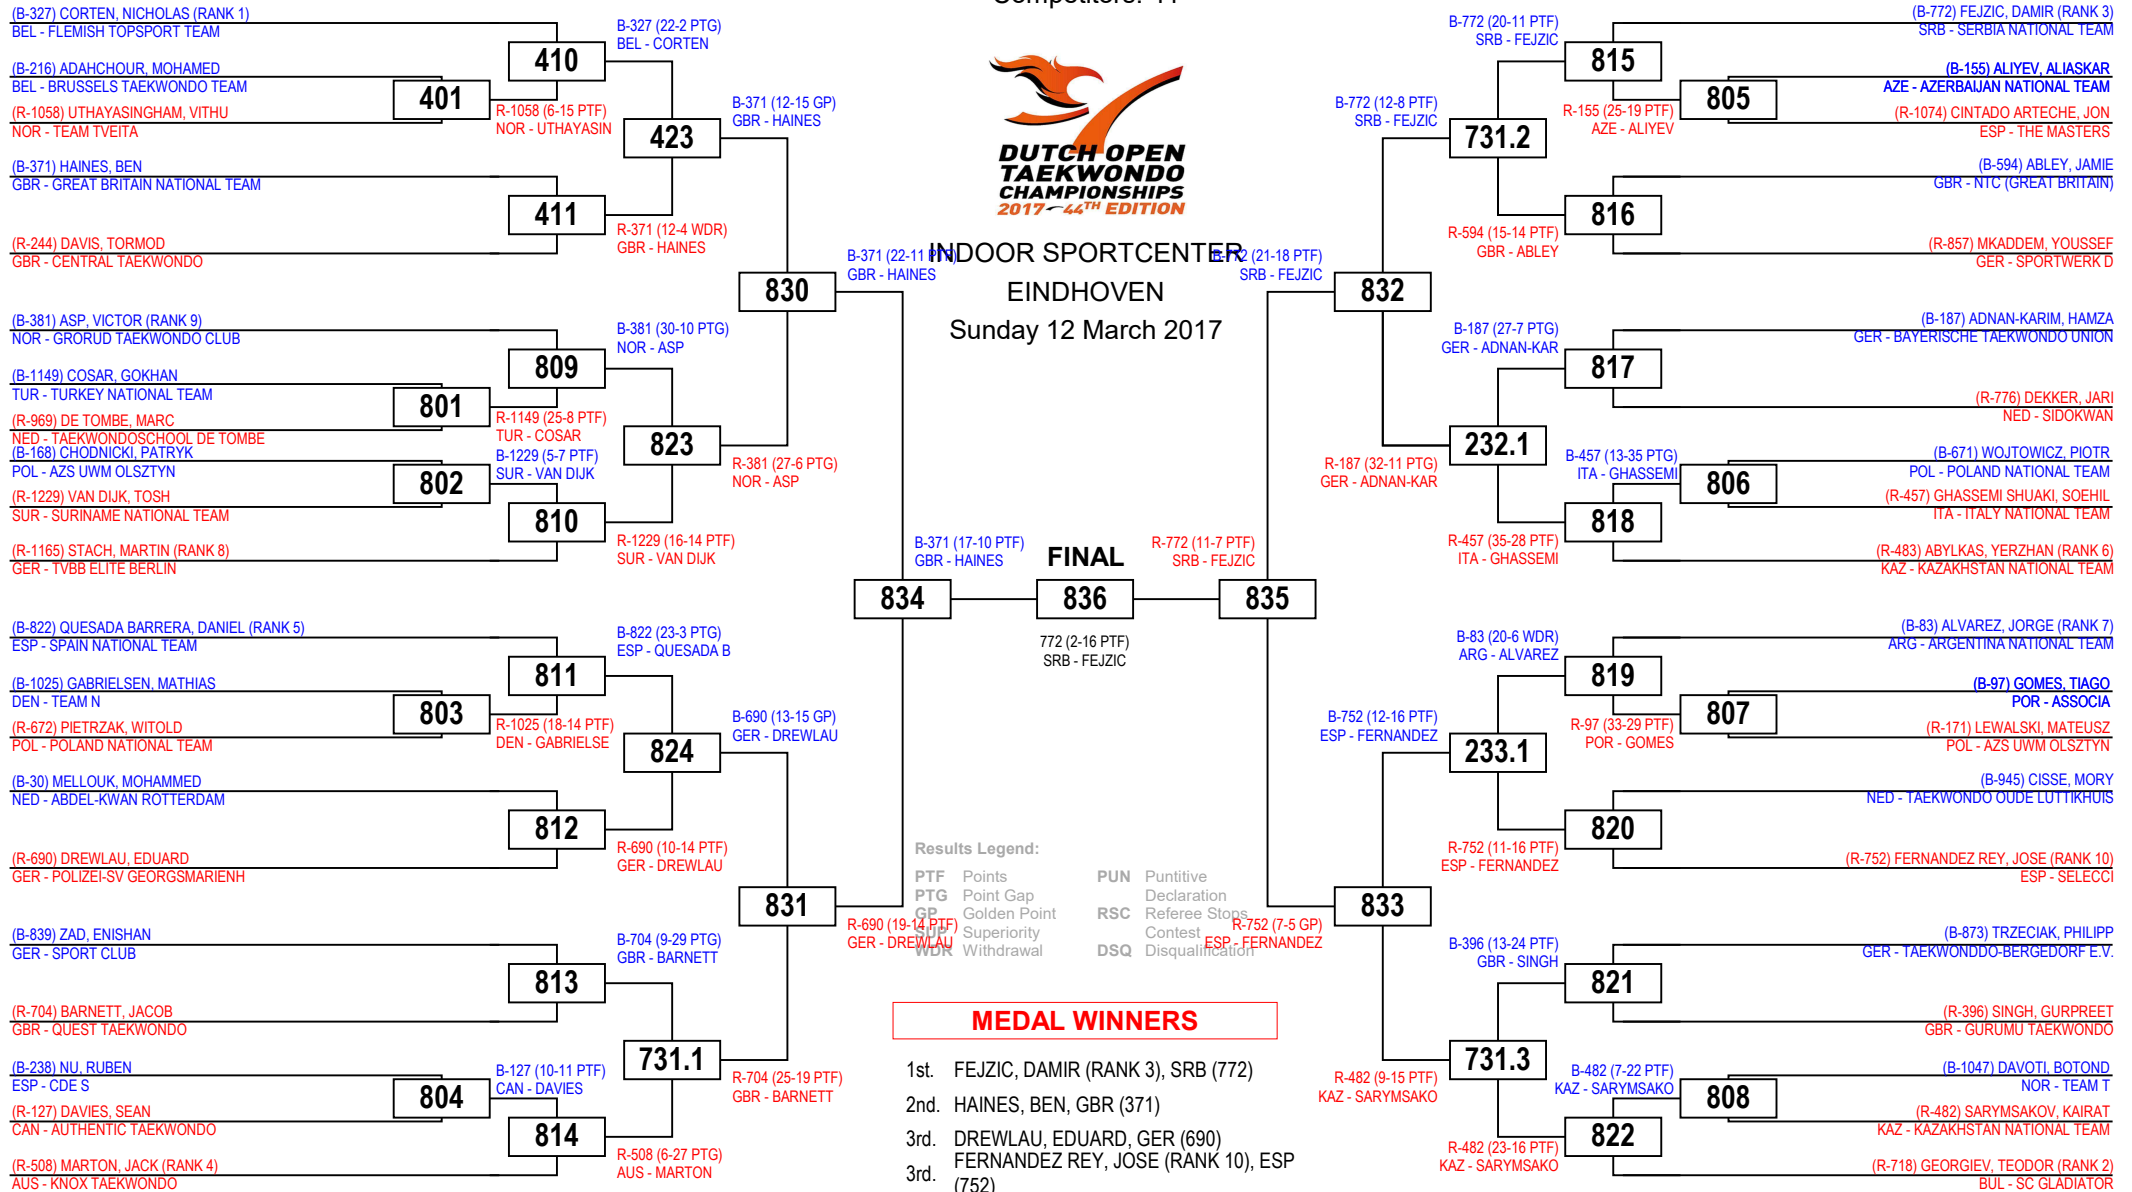 (B-327) CORTEN, NICHOLAS (RANK 1)
BEL - FLEMISH TOPSPORT TEAM
(B-216) ADAHCHOUR, MOHAMED
BEL - BRUSSELS TAEKWONDO TEAM
(R-1058) UTHAYASINGHAM, VITHU
NOR - TEAM TVEITA
(B-371) HAINES, BEN
GBR - GREAT BRITAIN NATIONAL TEAM
(R-244) DAVIS, TORMOD
GBR - CENTRAL TAEKWONDO
(B-381) ASP, VICTOR (RANK 9)
NOR - GRORUD TAEKWONDO CLUB
(B-1149) COSAR, GOKHAN
TUR - TURKEY NATIONAL TEAM
(R-969) DE TOMBE, MARC
NED - TAEKWONDOSCHOOL DE TOMBE
(B-168) CHODNICKI, PATRYK
POL - AZS UWM OLSZTYN
(R-1229) VAN DIJK, TOSH
SUR - SURINAME NATIONAL TEAM
(R-1165) STACH, MARTIN (RANK 8)
GER - TVBB ELITE BERLIN
(B-822) QUESADA BARRERA, DANIEL (RANK 5)
ESP - SPAIN NATIONAL TEAM
(B-1025) GABRIELSEN, MATHIAS
DEN - TEAM N
(R-672) PIETRZAK, WITOLD
POL - POLAND NATIONAL TEAM
(B-30) MELLOUK, MOHAMMED
NED - ABDEL-KWAN ROTTERDAM
(R-690) DREWLAU, EDUARD
GER - POLIZEI-SV GEORGSMARIENH
(B-839) ZAD, ENISHAN
GER - SPORT CLUB
(R-704) BARNETT, JACOB
GBR - QUEST TAEKWONDO
(B-238) NU, RUBEN
ESP - CDE S
(R-127) DAVIES, SEAN
CAN - AUTHENTIC TAEKWONDO
(R-508) MARTON, JACK (RANK 4)
AUS - KNOX TAEKWONDO
401
801
802
803
804
R-1058 (6-15 PTF)
NOR - UTHAYASIN
R-1149 (25-8 PTF)
TUR - COSAR
B-1229 (5-7 PTF)
SUR - VAN DIJK
R-1025 (18-14 PTF)
DEN - GABRIELSE
B-127 (10-11 PTF)
CAN - DAVIES
410
411
809
810
811
812
813
814
B-327 (22-2 PTG)
BEL - CORTEN
R-371 (12-4 WDR)
GBR - HAINES
B-381 (30-10 PTG)
NOR - ASP
R-1229 (16-14 PTF)
SUR - VAN DIJK
B-822 (23-3 PTG)
ESP - QUESADA B
R-690 (10-14 PTF)
GER - DREWLAU
B-704 (9-29 PTG)
GBR - BARNETT
R-508 (6-27 PTG)
AUS - MARTON
423
823
824
731.1
B-371 (12-15 GP)
GBR - HAINES
R-381 (27-6 PTG)
NOR - ASP
B-690 (13-15 GP)
GER - DREWLAU
R-704 (25-19 PTF)
GBR - BARNETT
830
831
B-371 (22-11 PTF)
GBR - HAINES
R-690 (19-14 PTF)
GER - DREWLAU
834
B-371 (17-10 PTF)
GBR - HAINES
DUTCH OPEN
TAEKWONDO
CHAMPIONSHIPS
2017 44TH EDITION
INDOOR SPORTCENTER
EINDHOVEN
Sunday 12 March 2017
FINAL
836
772 (2-16 PTF)
SRB - FEJZIC
Results Legend:
PTF Points
PTG Point Gap
GP Golden Point
SUP Superiority
WDR Withdrawal
PUN Puntitive
Declaration
RSC Referee Stops
Contest
DSQ Disqualification
MEDAL WINNERS
1st. FEJZIC, DAMIR (RANK 3), SRB (772)
2nd. HAINES, BEN, GBR (371)
3rd. DREWLAU, EDUARD, GER (690)
3rd. FERNANDEZ REY, JOSE (RANK 10), ESP
(752)
R-772 (11-7 PTF)
SRB - FEJZIC
835
B-772 (21-18 PTF)
SRB - FEJZIC
R-752 (7-5 GP)
ESP - FERNANDEZ
832
833
B-772 (12-8 PTF)
SRB - FEJZIC
R-187 (32-11 PTG)
GER - ADNAN-KAR
B-752 (12-16 PTF)
ESP - FERNANDEZ
R-482 (9-15 PTF)
KAZ - SARYMSAKO
731.2
232.1
233.1
731.3
B-772 (20-11 PTF)
SRB - FEJZIC
R-594 (15-14 PTF)
GBR - ABLEY
B-187 (27-7 PTG)
GER - ADNAN-KAR
R-457 (35-28 PTF)
ITA - GHASSEMI
B-83 (20-6 WDR)
ARG - ALVAREZ
R-752 (11-16 PTF)
ESP - FERNANDEZ
B-396 (13-24 PTF)
GBR - SINGH
R-482 (23-16 PTF)
KAZ - SARYMSAKO
815
816
817
818
819
820
821
822
R-155 (25-19 PTF)
AZE - ALIYEV
B-457 (13-35 PTG)
ITA - GHASSEMI
R-97 (33-29 PTF)
POR - GOMES
B-482 (7-22 PTF)
KAZ - SARYMSAKO
805
806
807
808
(B-772) FEJZIC, DAMIR (RANK 3)
SRB - SERBIA NATIONAL TEAM
(B-155) ALIYEV, ALIASKAR
AZE - AZERBAIJAN NATIONAL TEAM
(R-1074) CINTADO ARTECHE, JON
ESP - THE MASTERS
(B-594) ABLEY, JAMIE
GBR - NTC (GREAT BRITAIN)
(R-857) MKADDEM, YOUSSEF
GER - SPORTWERK D
(B-187) ADNAN-KARIM, HAMZA
GER - BAYERISCHE TAEKWONDO UNION
(R-776) DEKKER, JARI
NED - SIDOKWAN
(B-671) WOJTOWICZ, PIOTR
POL - POLAND NATIONAL TEAM
(R-457) GHASSEMI SHUAKI, SOEHIL
ITA - ITALY NATIONAL TEAM
(R-483) ABYLKAS, YERZHAN (RANK 6)
KAZ - KAZAKHSTAN NATIONAL TEAM
(B-83) ALVAREZ, JORGE (RANK 7)
ARG - ARGENTINA NATIONAL TEAM
(B-97) GOMES, TIAGO
POR - ASSOCIA
(R-171) LEWALSKI, MATEUSZ
POL - AZS UWM OLSZTYN
(B-945) CISSE, MORY
NED - TAEKWONDO OUDE LUTTIKHUIS
(R-752) FERNANDEZ REY, JOSE (RANK 10)
ESP - SELECCI
(B-873) TRZECIAK, PHILIPP
GER - TAEKWONDDO-BERGEDORF E.V.
(R-396) SINGH, GURPREET
GBR - GURUMU TAEKWONDO
(B-1047) DAVOTI, BOTOND
NOR - TEAM T
(R-482) SARYMSAKOV, KAIRAT
KAZ - KAZAKHSTAN NATIONAL TEAM
(R-718) GEORGIEV, TEODOR (RANK 2)
BUL - SC GLADIATOR